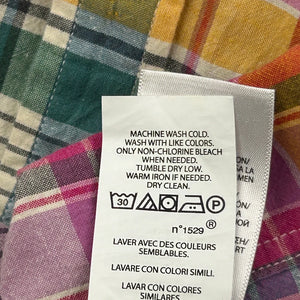 MACHINE WASH COLD.
WASH WITH LIKE COLORS.
ONLY NON-CHLORINE BLEACH
WHEN NEEDED.
TUMBLE DRY LOW.
WARM IRON IF NEEDED.
DRY CLEAN.
30 P
®
n°1529
LAVER AVEC DES COULEURS
SEMBLABLES.
LAVARE CON COLORI SIMILI.
LAVAR CON COLORES